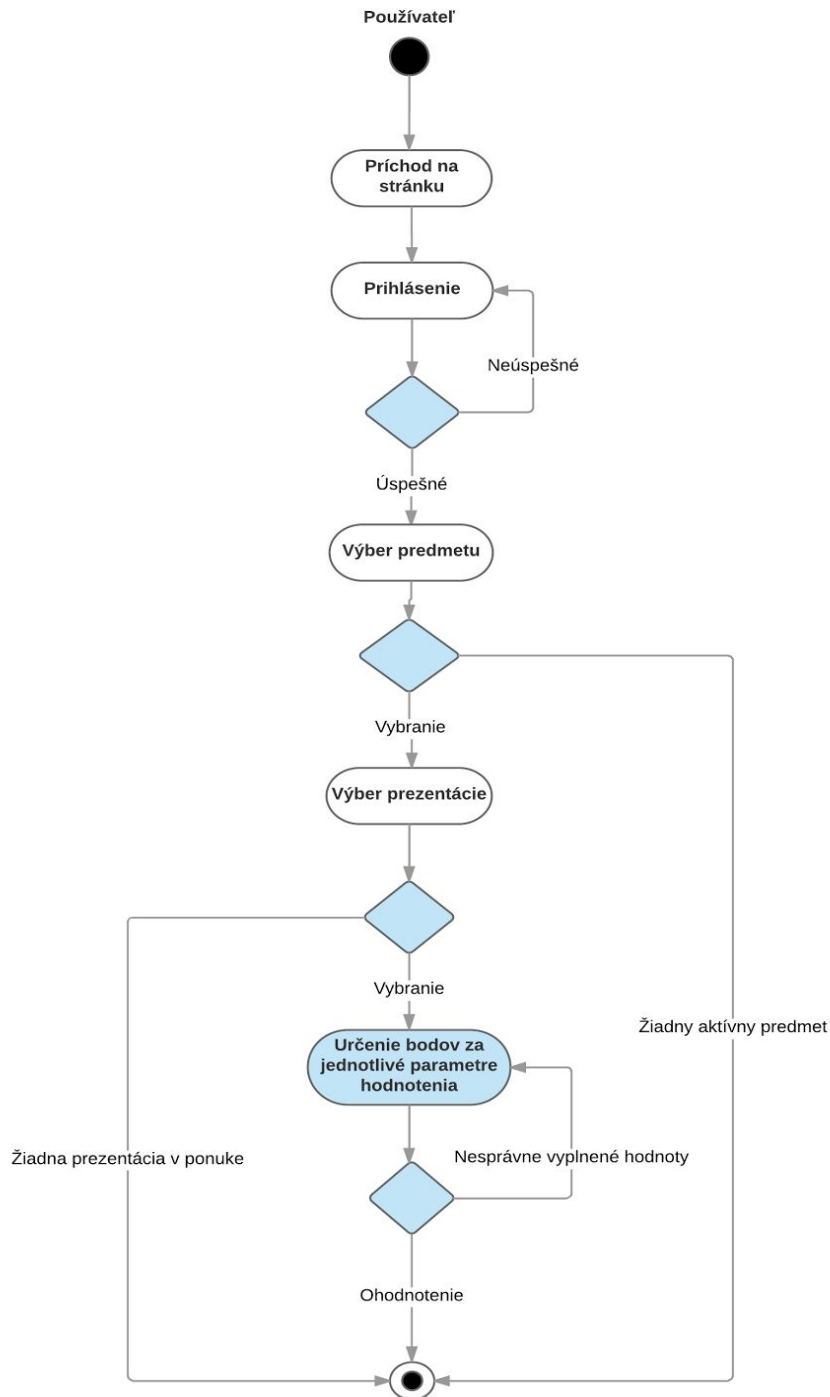 Používateľ
Príchod na
stránku
Prihlásenie
Neúspešné
Úspešné
Výber predmetu
Vybranie
Výber prezentácie
Vybranie
Žiadny aktívny predmet
Určenie bodov za
jednotlivé parametre
hodnotenia
Žiadna prezentácia v ponuke
Nesprávne vyplnené hodnoty
Ohodnotenie